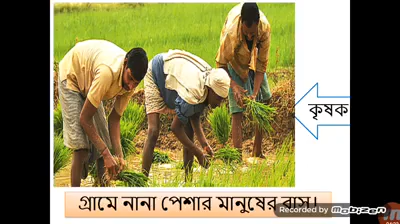 কৃষক
গ্রামে নানা পেশার মানুষের বাস।
Recorded by Mobizen